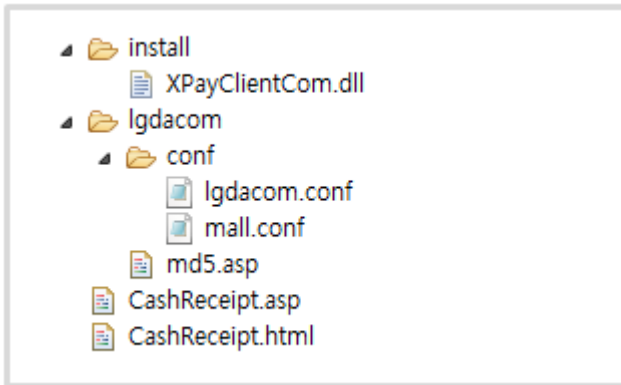 install
XPayClientCom.dll
lgdacom
conf
lgdacom.conf
mall.conf
md5.asp
CashReceipt.asp
CashReceipt.html